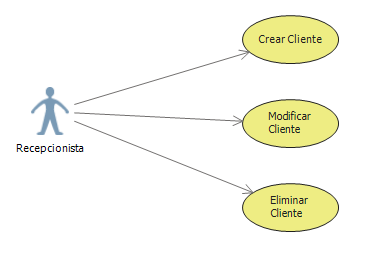 Crear Cliente
Modificar
Cliente
Recepcionista
Eliminar
Cliente